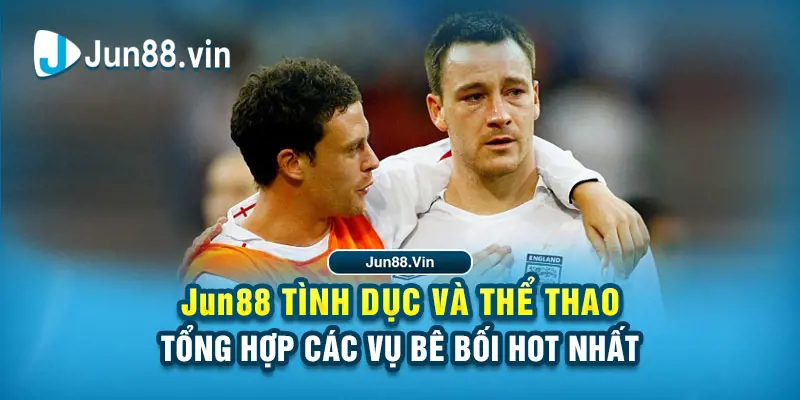 Jun88.vin
ENGLAND
Jun88.Vin
Jun88 TÌNH DỤC VÀ THỂ THAO
TỔNG HỢP CÁC VỤ BÊ BỐI HOT NHẤT